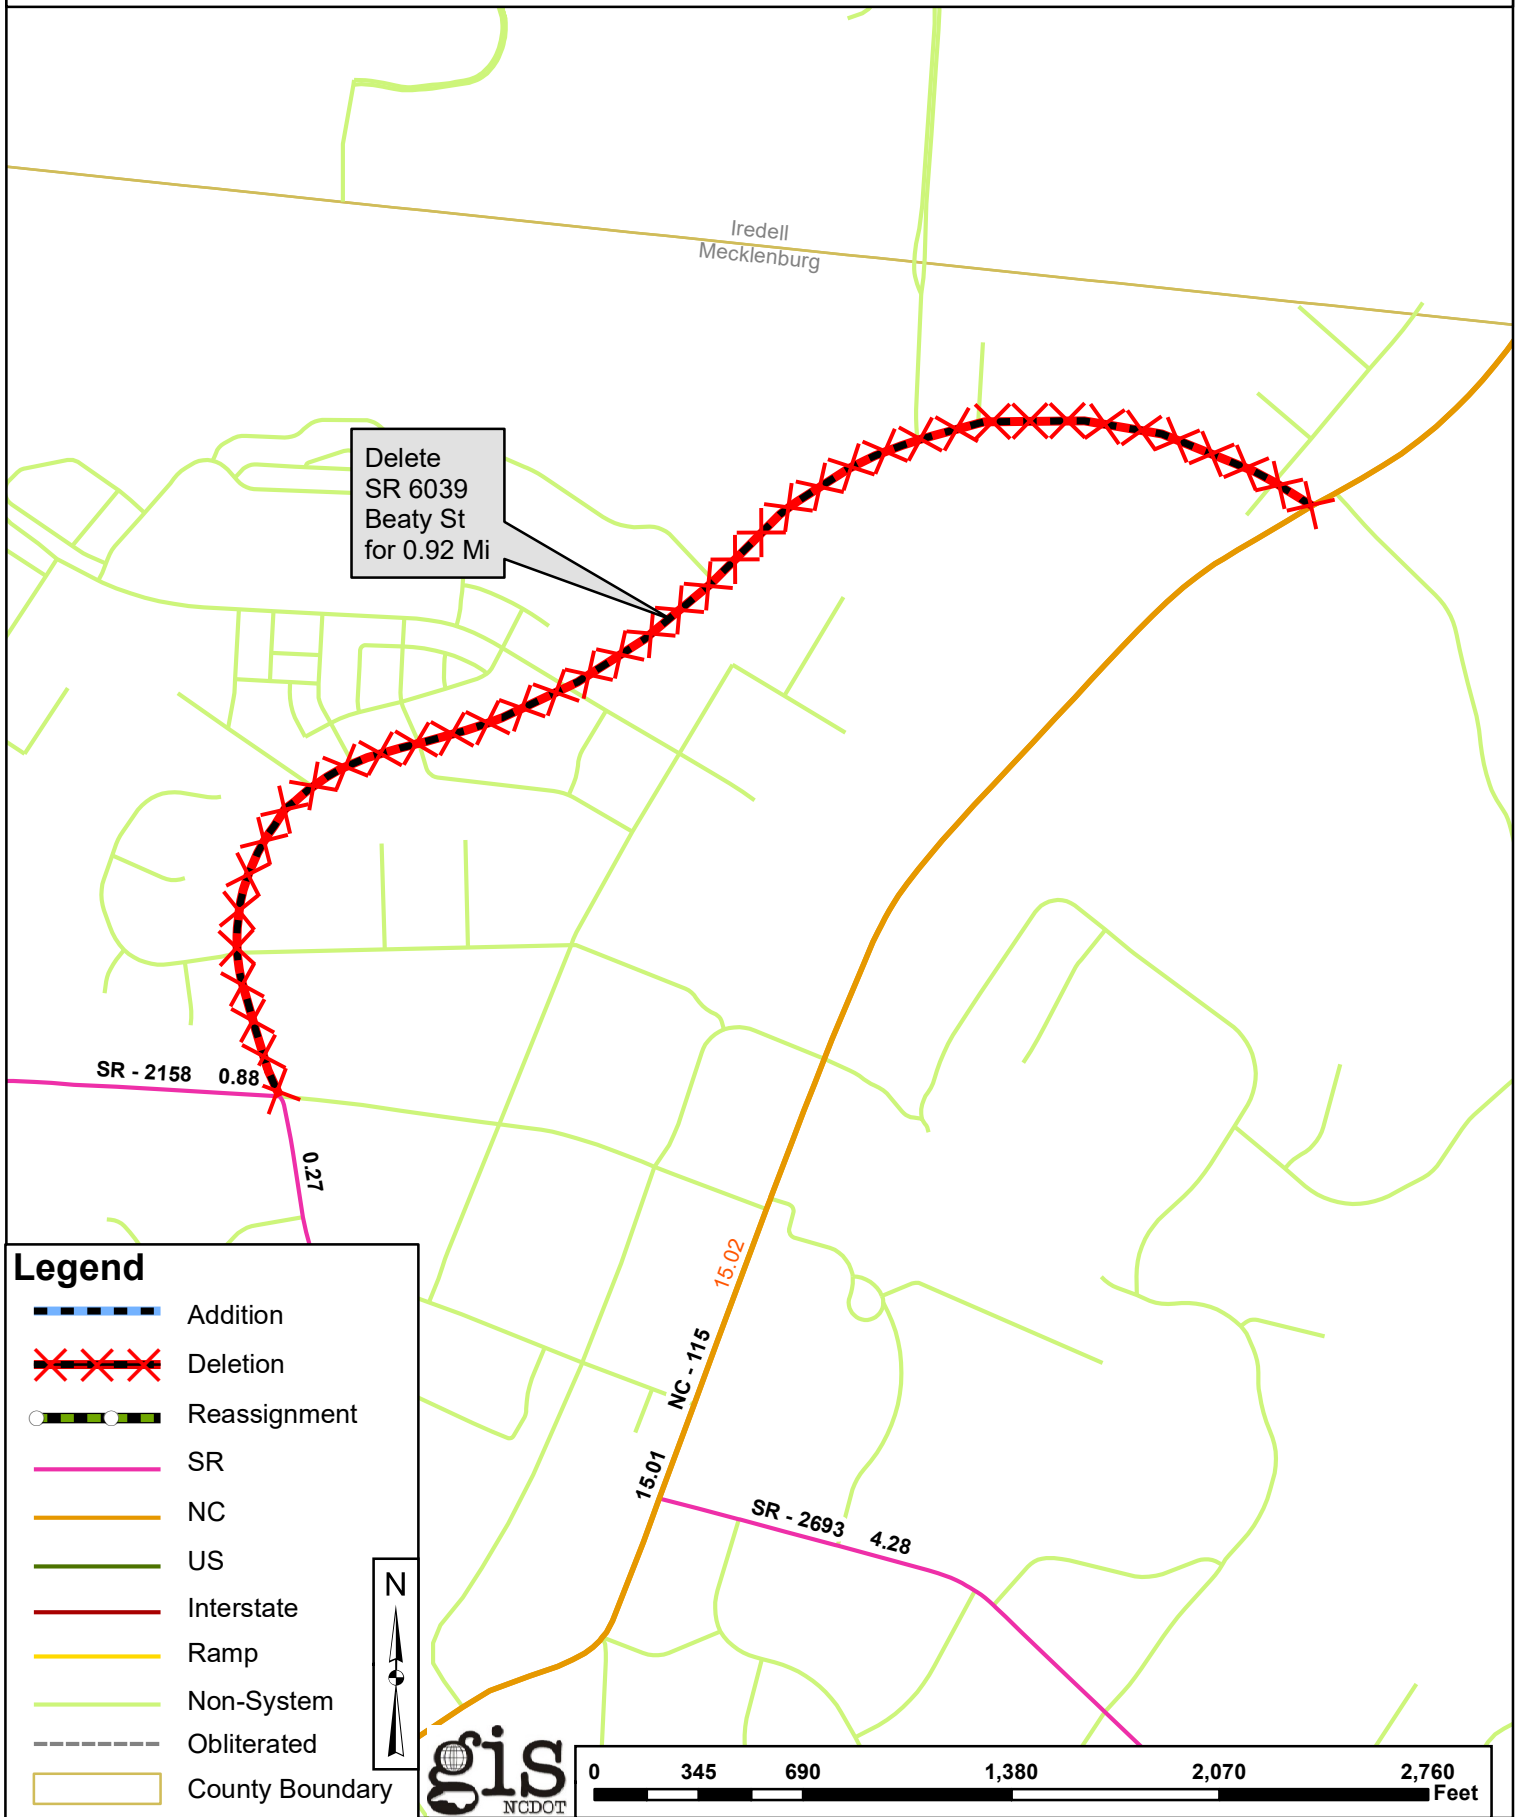 Iredell
Mecklenburg
Delete
SR 6039
Beaty St
for 0.92 Mi
SR - 2158 0.88
0.27
15.02
NC - 115
15.01
SR - 2693 4.28
Legend
Addition
Deletion
Reassignment
SR
NC
US
Interstate
Ramp
Non-System
Obliterated
County Boundary
N
gis
NCDOT
0 345 690 1,380 2,070 2,760
Feet